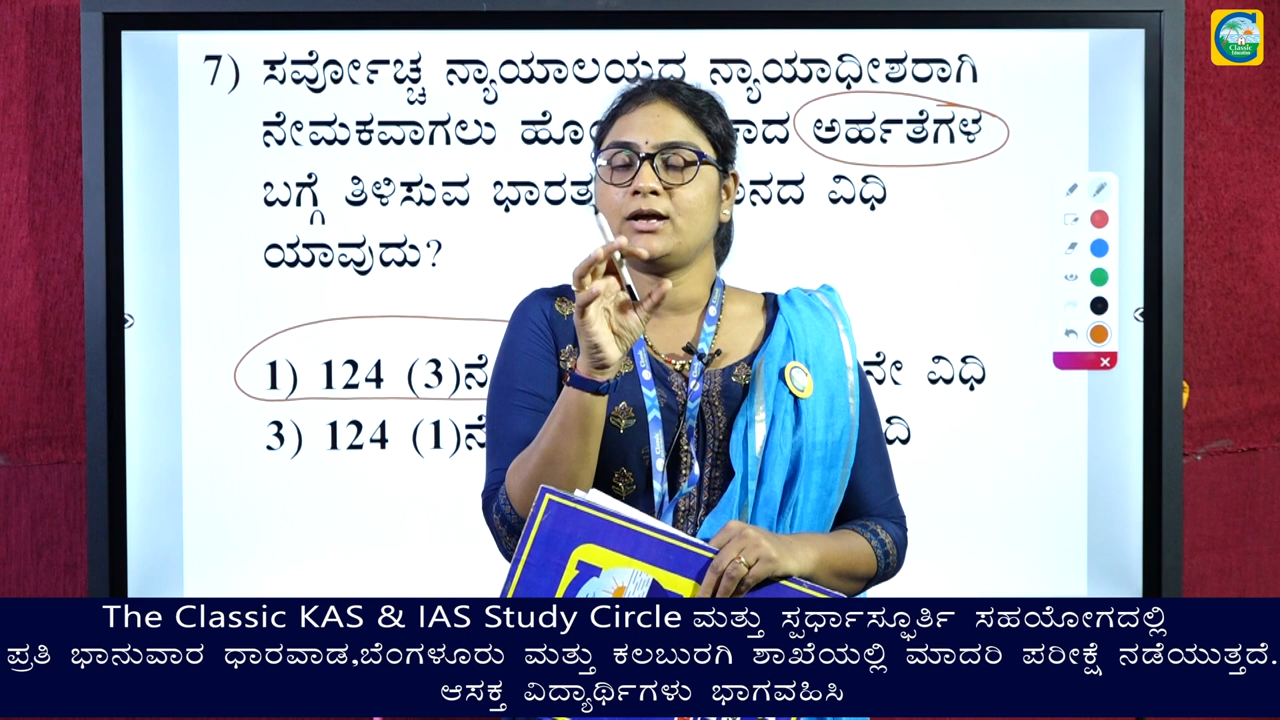 7) ಸರ್ವೋಚ್ಚ ನ್ಯಾಯಾಲಯದ ನ್ಯಾಯಾಧೀಶರಾಗಿ
ನೇಮಕವಾಗಲು ಅರ್ಹತೆಗಳ
ಬಗ್ಗೆ ತಿಳಿಸುವ ವಿಧಿ
ಯಾವುದು?
1) 124 (3)ನೇ ವಿಧಿ
3) 124 (1)ನೆ
Classic
Education
The Classic KAS & IAS Study Circle ಮತ್ತು ಸ್ಪರ್ಧಾಸ್ಫೂರ್ತಿ ಸಹಯೋಗದಲ್ಲಿ
ಪ್ರತಿ ಭಾನುವಾರ ಧಾರವಾಡ,ಬೆಂಗಳೂರು ಮತ್ತು ಕಲಬುರಗಿ ಶಾಖೆಯಲ್ಲಿ ಮಾದರಿ ಪರೀಕ್ಷೆ ನಡೆಯುತ್ತದೆ.
ಆಸಕ್ತ ವಿದ್ಯಾರ್ಥಿಗಳು ಭಾಗವಹಿಸಿ